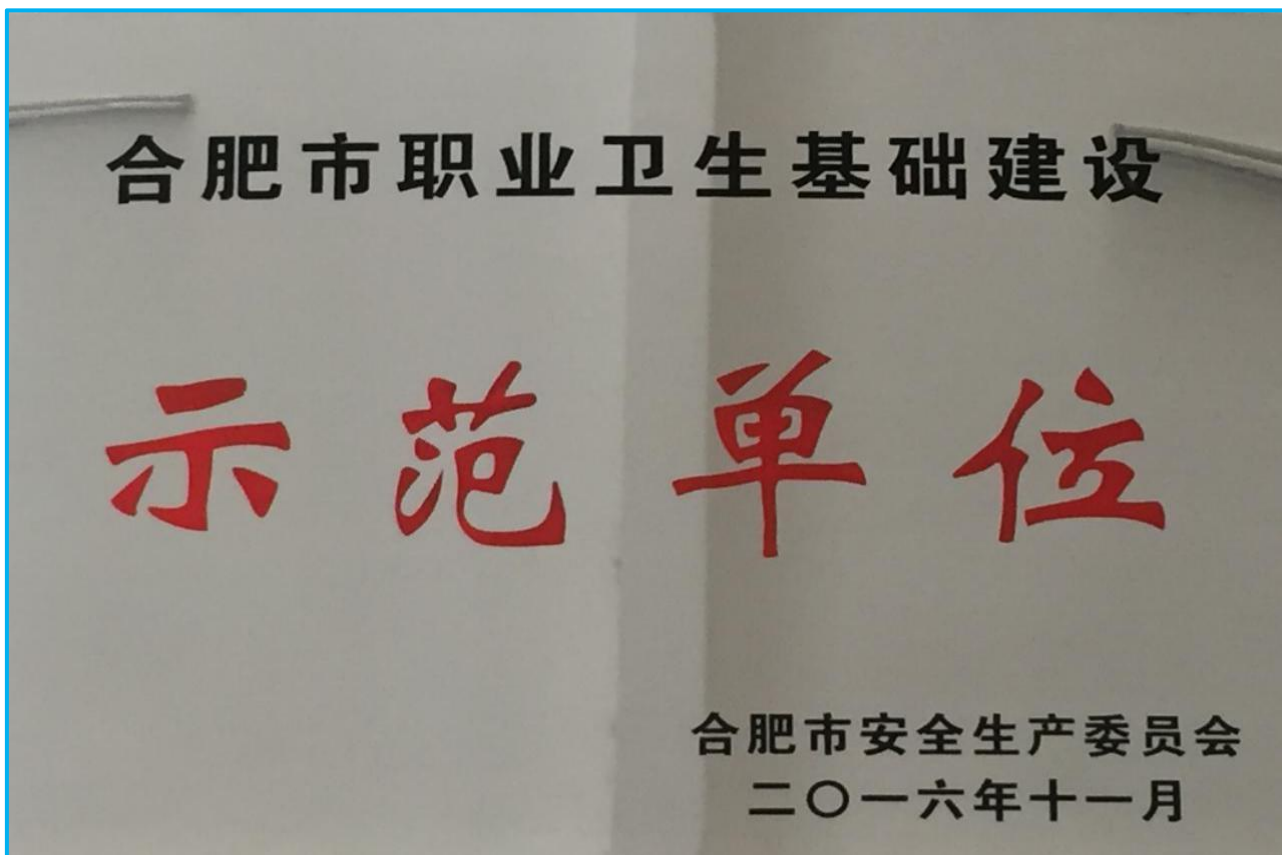 合肥市职业卫生基础建设
示范单位
合肥市安全生产委员会
二〇一六年十一月